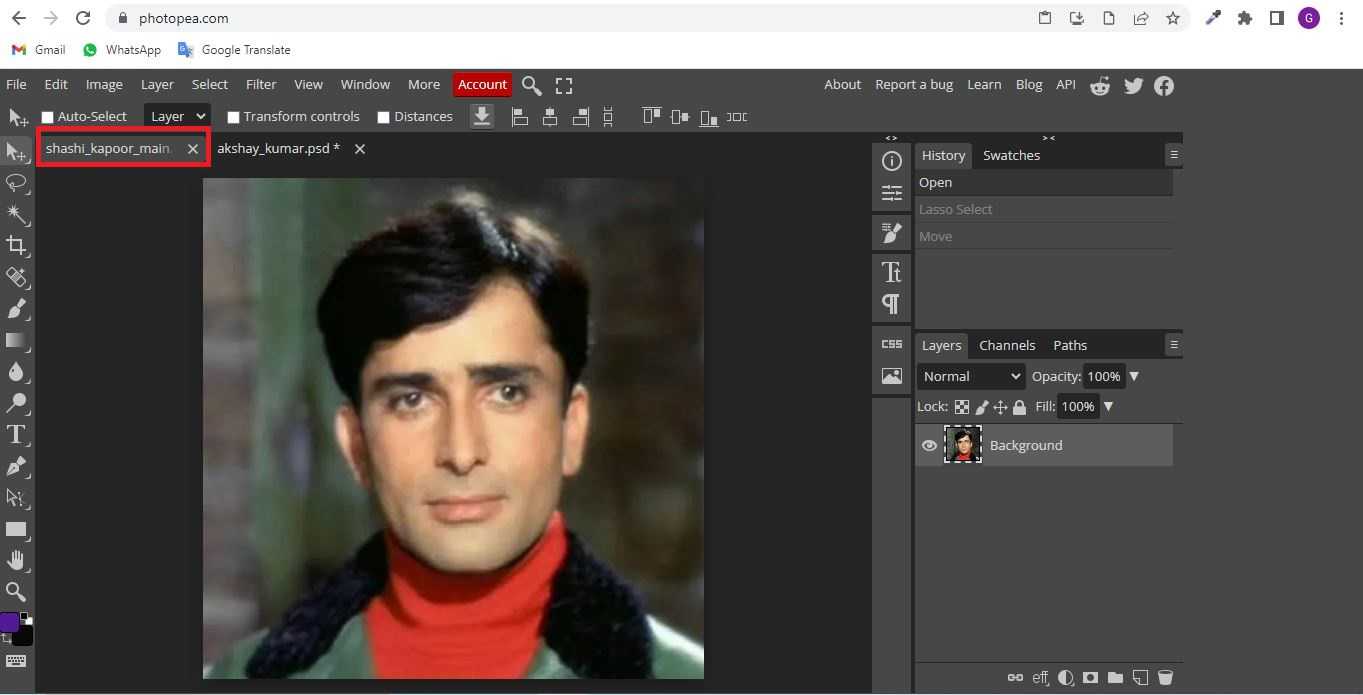 photopea.com
G
Gmail WhatsApp Google Translate
File Edit Image Layer Select Filter View Window More Account About Report a bug Learn Blog API
Auto-Select Layer Transform controls Distances
shashi_kapoor_main. akshay_kumar.psd *
History Swatches
Open
Lasso Select
Move
CSS
Layers Channels Paths
Normal Opacity: 100%
Lock: Fill: 100%
Background
eff